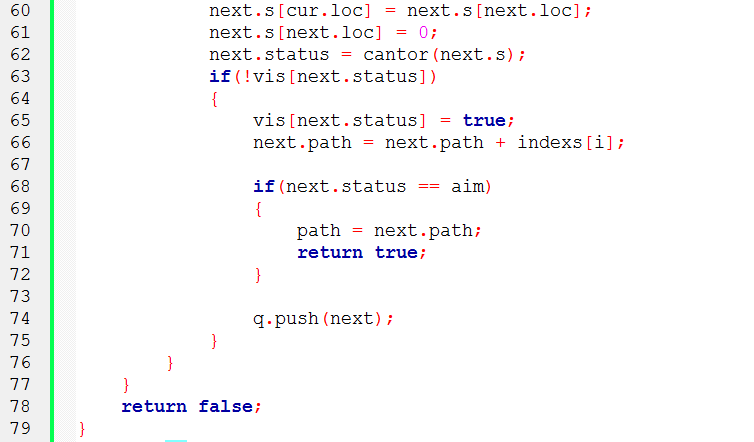 60 next.s[cur.loc] = next.s[next.loc];
61 next.s[next.loc] = 0;
62 next.status = cantor(next.s);
63 if(!vis[next.status])
64 {
65 vis[next.status] = true;
66 next.path = next.path + indexs[i];
67
68 if(next.status == aim)
69 {
70 path = next.path;
71 return true;
72 }
73
74 q.push(next);
75 }
76 }
77 }
78 return false;
79 }